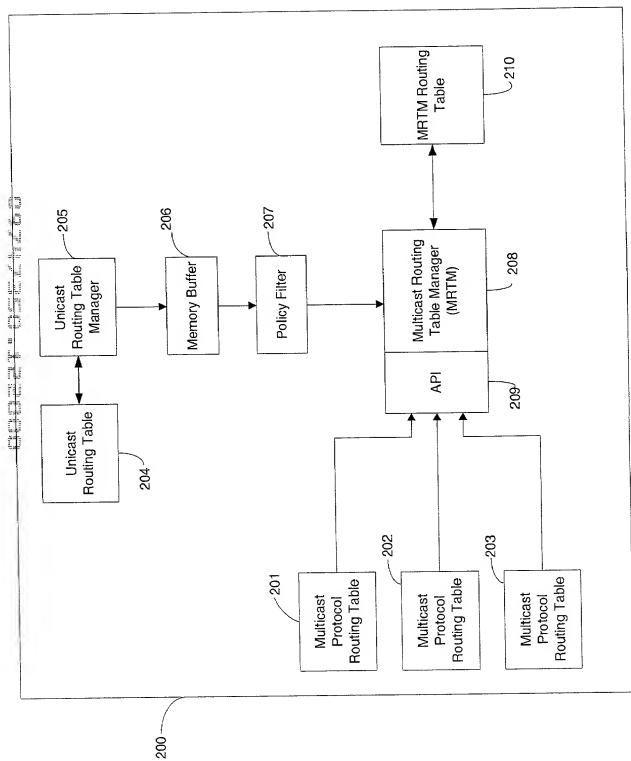 200
Unicast
Routing Table
204
Unicast
Routing Table
Manager
205
Memory Buffer
206
Policy Filter
207
Multicast
Protocol
Routing Table
201
Multicast
Protocol
Routing Table
202
Multicast
Protocol
Routing Table
203
API
209
Multicast Routing
Table Manager
(MRTM)
208
MRTM Routing
Table
210